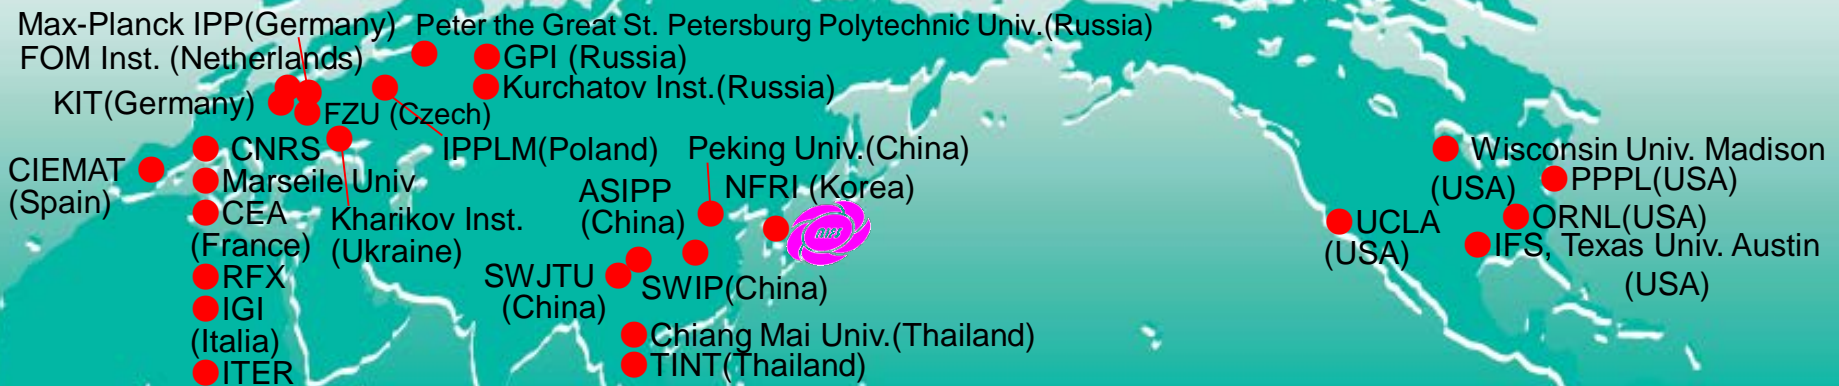 Max-Planck IPP(Germany)
Peter the Great St. Petersburg Polytechnic Univ.(Russia)
FOM Inst. (Netherlands)
GPI (Russia)
Kurchatov Inst.(Russia)
KIT(Germany)
FZU (Czech)
IPPLM(Poland)
CNRS
CIEMAT
(Spain)
Marseile Univ
CEA
(France)
Kharikov Inst.
(Ukraine)
RFX
IGI
(Italia)
ITER
Peking Univ.(China)
ASIPP
(China)
NFRI (Korea)
SWJTU
(China)
SWIP(China)
Chiang Mai Univ.(Thailand)
TINT(Thailand)
Wisconsin Univ. Madison
(USA)
PPPL(USA)
UCLA
(USA)
ORNL(USA)
IFS, Texas Univ. Austin
(USA)